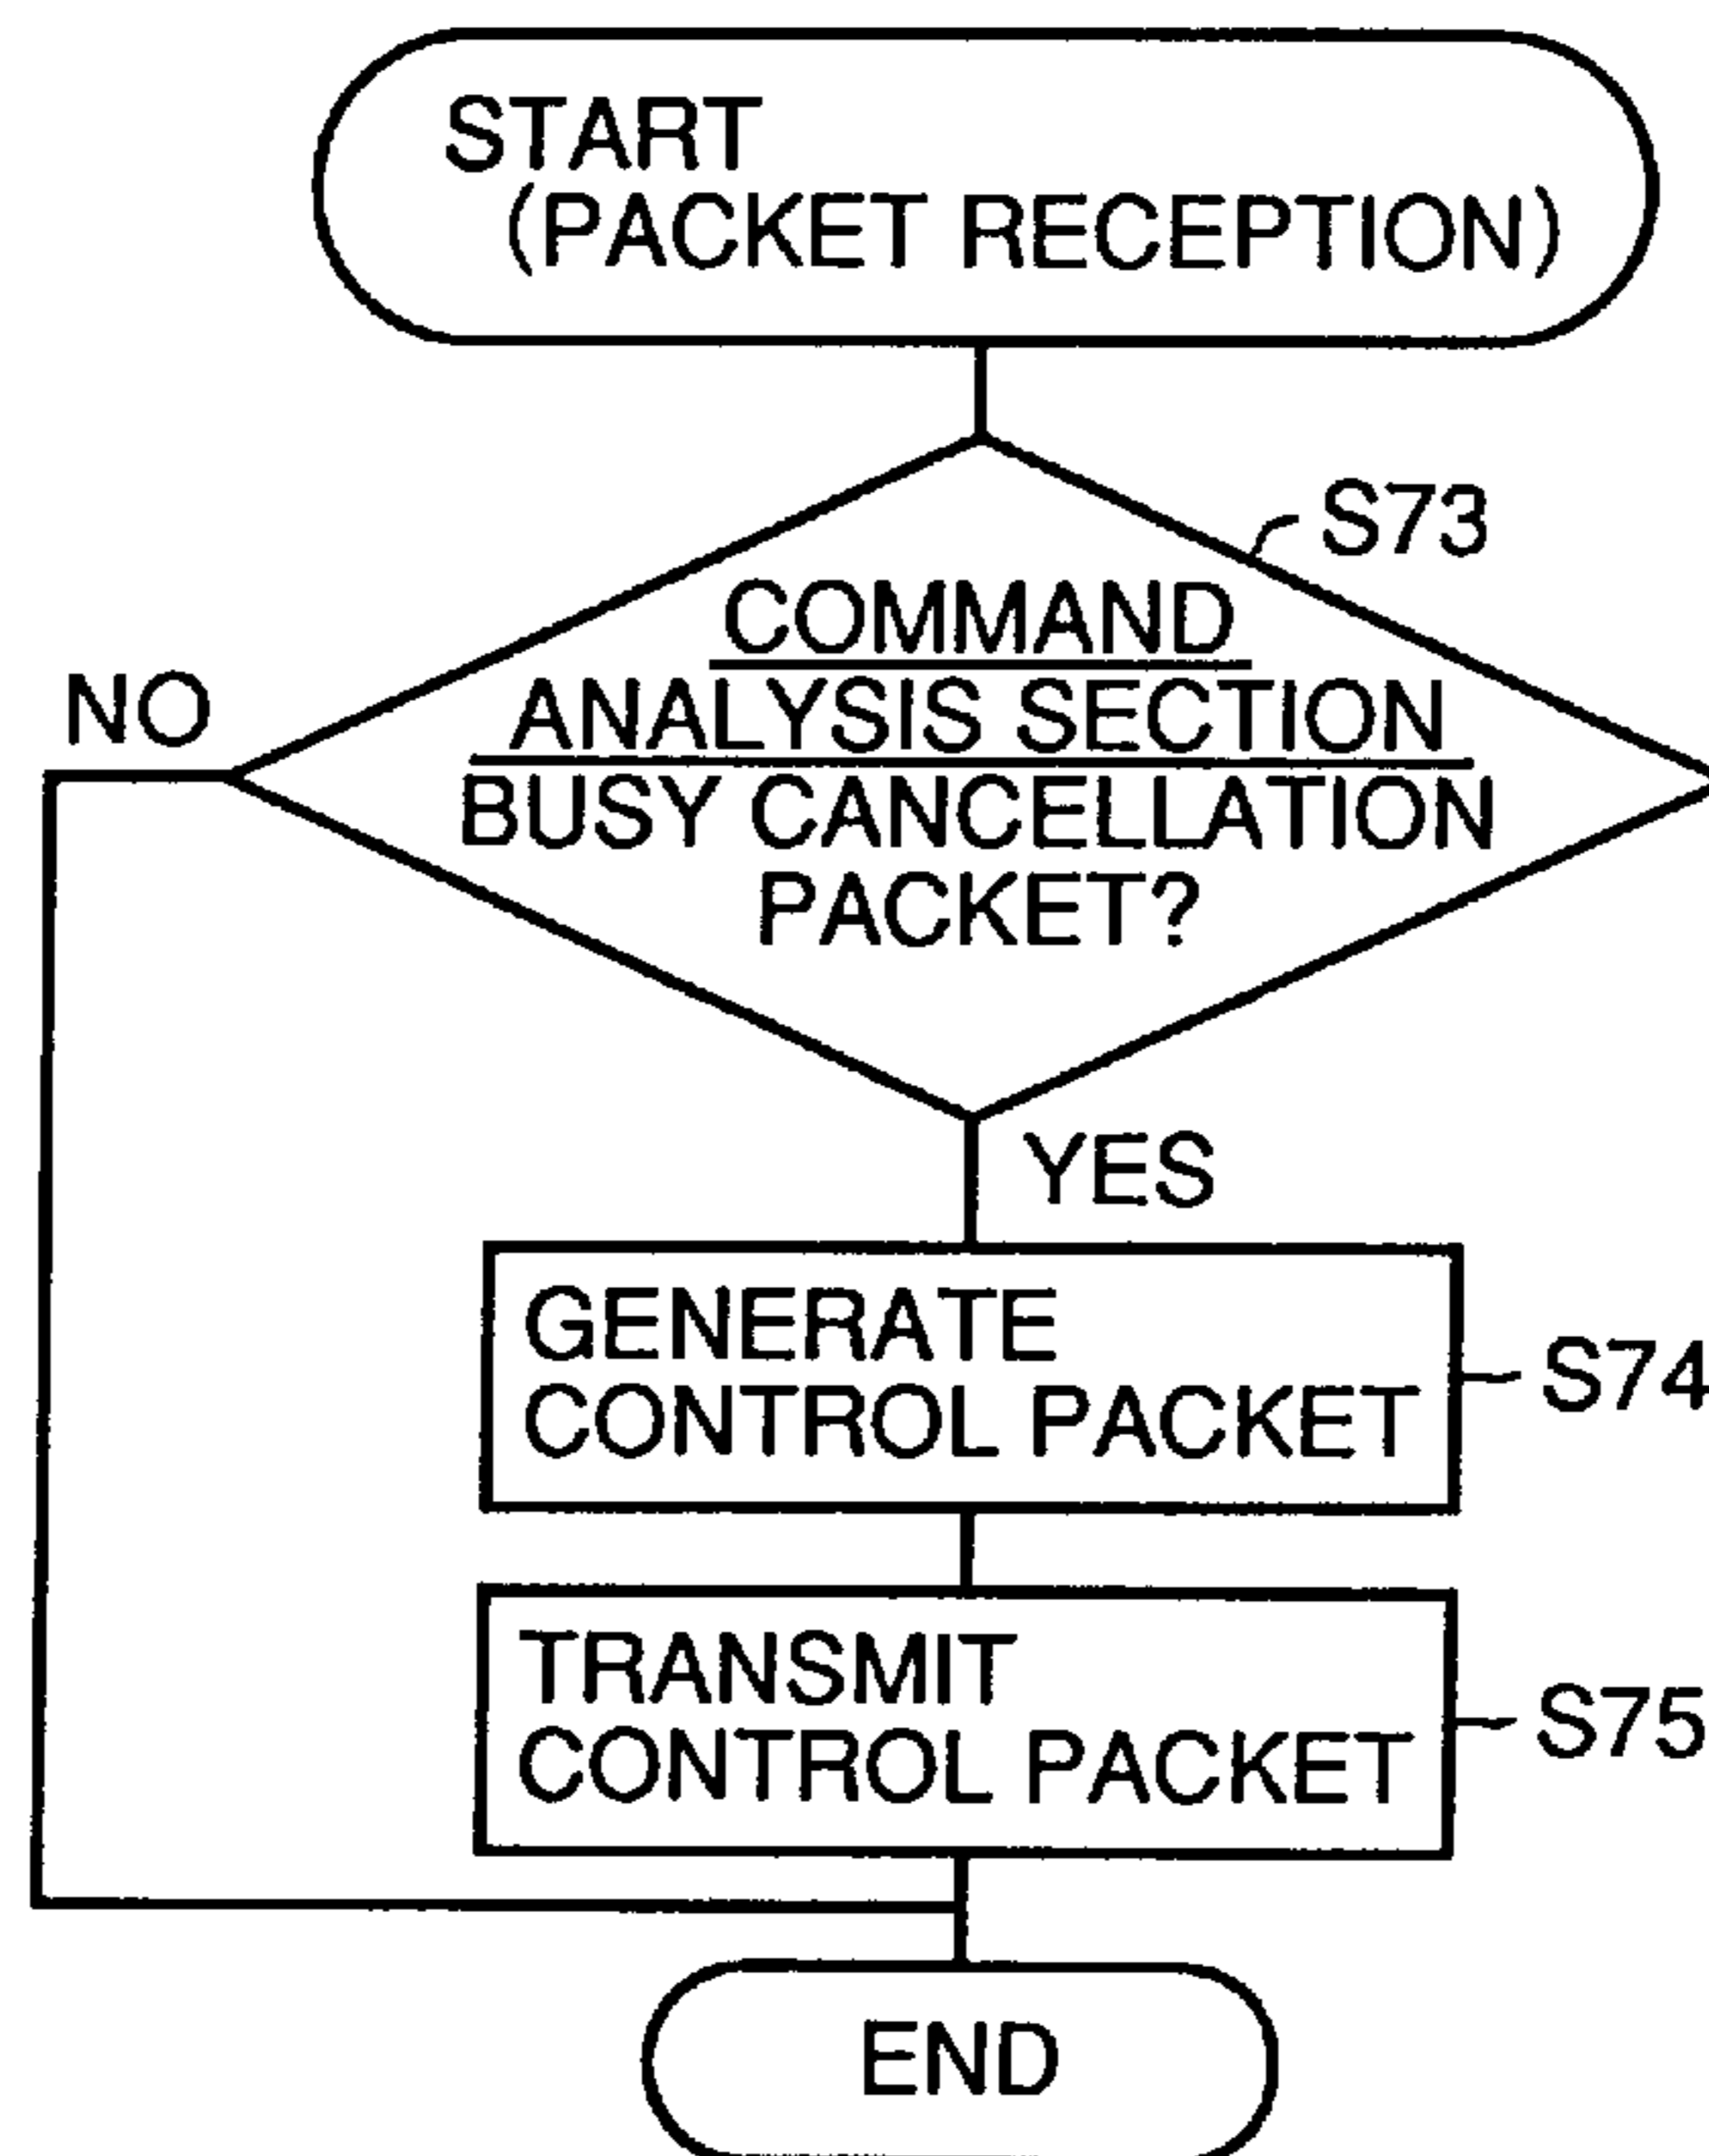 START
(PACKET RECEPTION)
S73
COMMAND
ANALYSIS SECTION
BUSY CANCELLATION
PACKET?
NO
YES
GENERATE
CONTROL PACKET
S74
TRANSMIT
CONTROL PACKET
S75
END